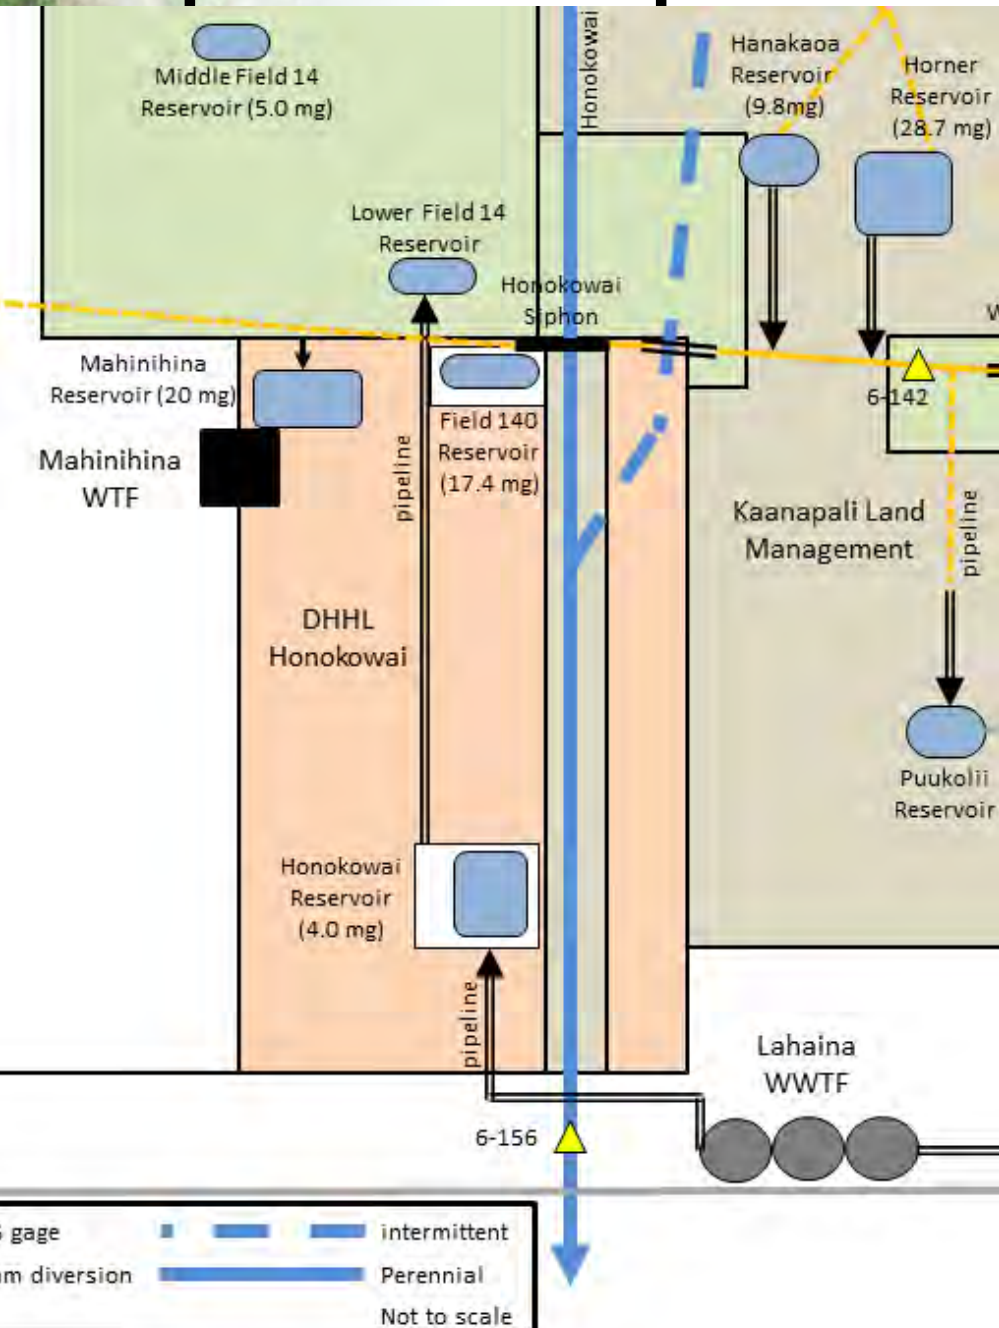 Middle Field 14
Reservoir (5.0 mg)
Honokowai
Hanakaoa
Reservoir
(9.8mg)
Horner
Reservoir
(28.7 mg)
Lower Field 14
Reservoir
Honokowai
Siphon
Mahinihina
Reservoir (20 mg)
Mahinihina
WTF
Field 140
Reservoir
(17.4 mg)
pipeline
6-142
Kaanapali Land
Management
pipeline
DHHL
Honokowai
Puukolii
Reservoir
Honokowai
Reservoir
(4.0 mg)
pipeline
Lahaina
WWTF
6-156
gage
intermittent
diversion
Perennial
Not to scale